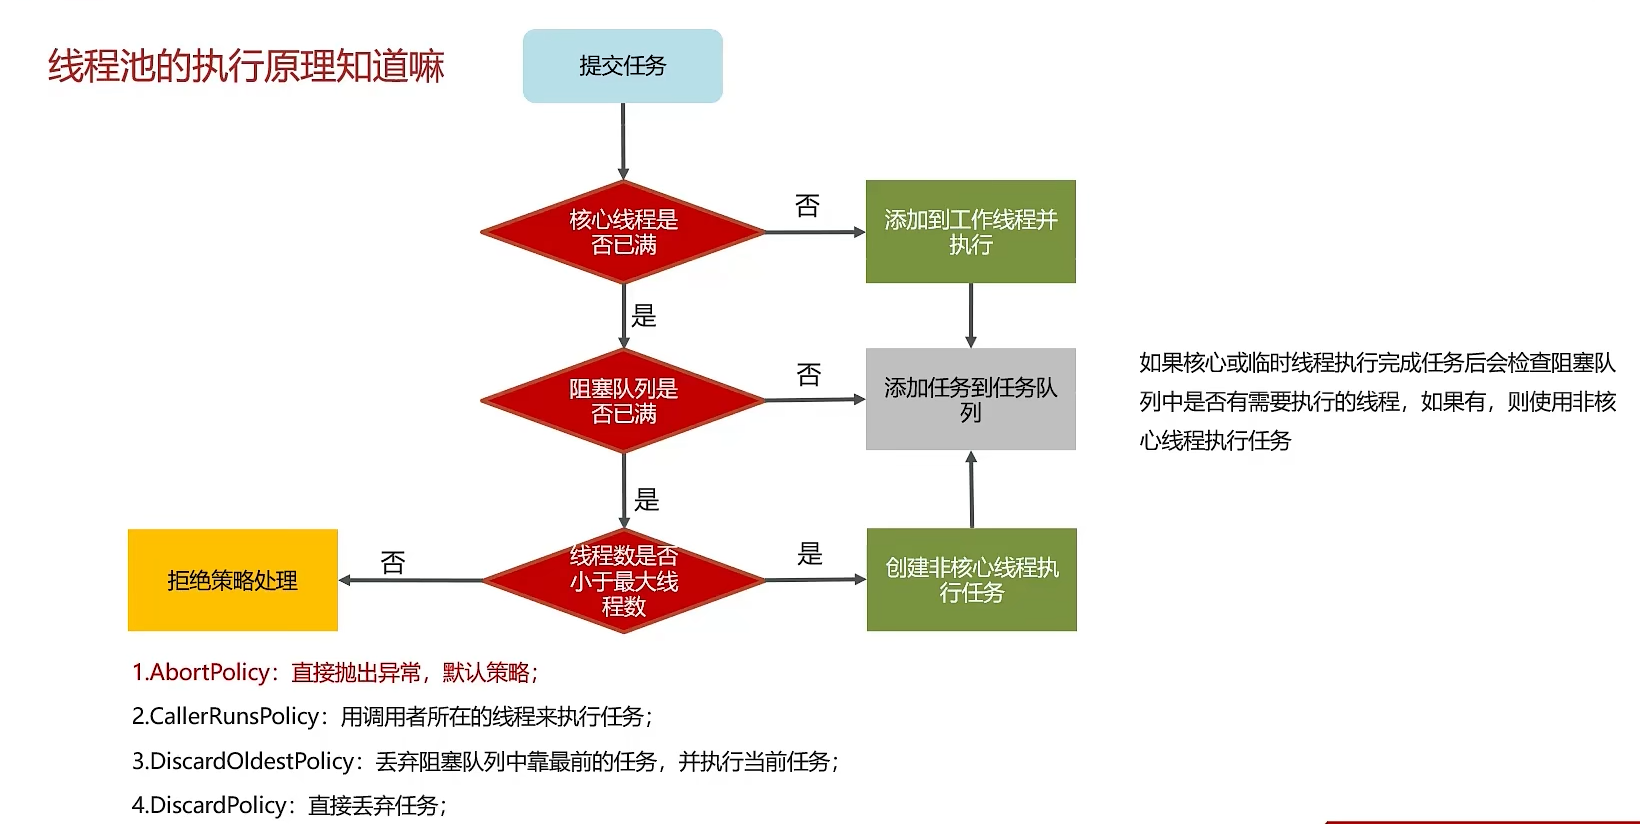 线程池的执行原理知道嘛
提交任务
核心线程是
否已满
否
添加到工作线程并
执行
是
阻塞队列是
否已满
否
添加任务到任务队
列
如果核心或临时线程执行完成任务后会检查阻塞队
列中是否有需要执行的线程，如果有，则使用非核
心线程执行任务
是
线程数是否
小于最大线
程数
否
拒绝策略处理
是
创建非核心线程执
行任务
1.AbortPolicy：直接抛出异常，默认策略；
2.CallerRunsPolicy：用调用者所在的线程来执行任务；
3.DiscardOldestPolicy：丢弃阻塞队列中靠最前的任务，并执行当前任务；
4.DiscardPolicy：直接丢弃任务；